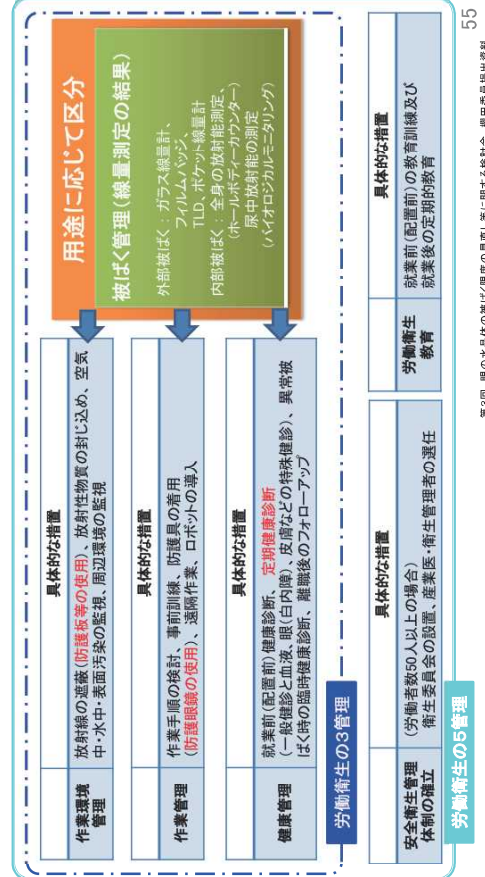 具体的な措置
作業環境
管理
放射線の遮蔽(防護板等の使用)、放射性物質の封じ込め、空気
中・水中・表面汚染の監視、周辺環境の監視
具体的な措置
作業管理
作業手順の検討、事前訓練、防護具の着用
(防護眼鏡の使用)、遠隔作業、ロボットの導入
具体的な措置
健康管理
就業前(配置前)健康診断、定期健康診断
(一般健診と血液、眼(白内障)、皮膚などの特殊健診)、異常被
ばく時の臨時健康診断、離職後のフォローアップ
用途に応じて区分
被ばく管理(線量測定の結果)
外部被ばく:ガラス線量計、
フィルムバッジ、
TLD、ポケット線量計
内部被ばく:全身の放射能測定、
(ホールボディーカウンター)
尿中放射能の測定
(バイオロジカルモニタリング)
労働衛生の3管理
具体的な措置
安全衛生管理
体制の確立
(労働者数50人以上の場合)
衛生委員会の設置、産業医・衛生管理者の選任
具体的な措置
労働衛生
教育
就業前(配置前)の教育訓練及び
就業後の定期的教育
労働衛生の5管理
55